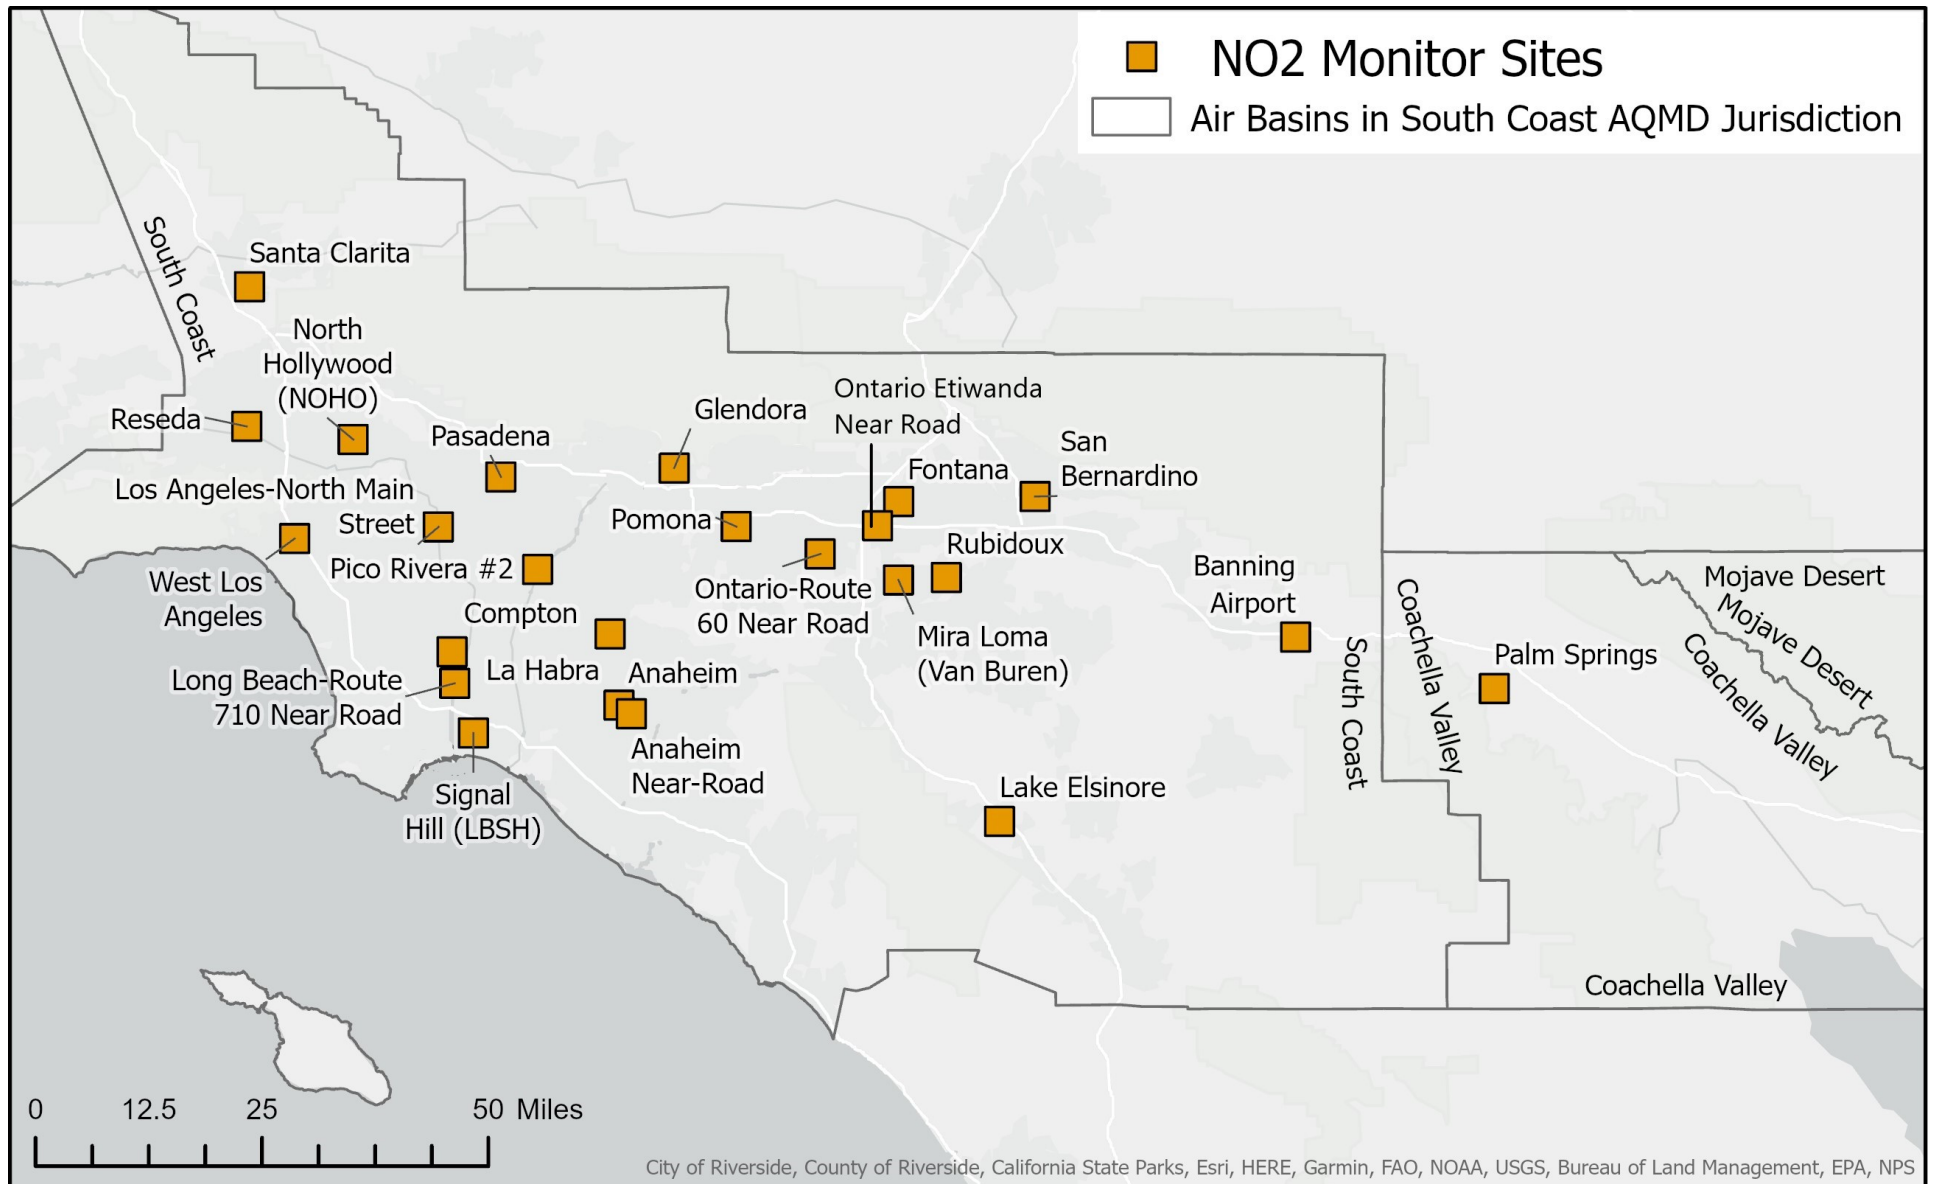 NO2 Monitor Sites
Air Basins in South Coast AQMD Jurisdiction
South Coast
Santa Clarita
North
Hollywood
(NOHO)
Reseda
Pasadena
Glendora
Ontario Etiwanda
Near Road
Fontana
San
Bernardino
Los Angeles-North Main
Street
Pomona
Pico Rivera #2
West Los
Angeles
Compton
Ontario-Route
60 Near Road
Rubidoux
Mira Loma
(Van Buren)
Banning
Airport
Long Beach-Route
710 Near Road
La Habra
Anaheim
Anaheim
Near-Road
Signal
Hill (LBSH)
Lake Elsinore
South Coast
Coachella Valley
Palm Springs
Mojave Desert
Mojave Desert
Coachella Valley
Coachella Valley
0 12.5 25 50 Miles
City of Riverside, County of Riverside, California State Parks, Esri, HERE, Garmin, FAO, NOAA, USGS, Bureau of Land Management, EPA, NPS